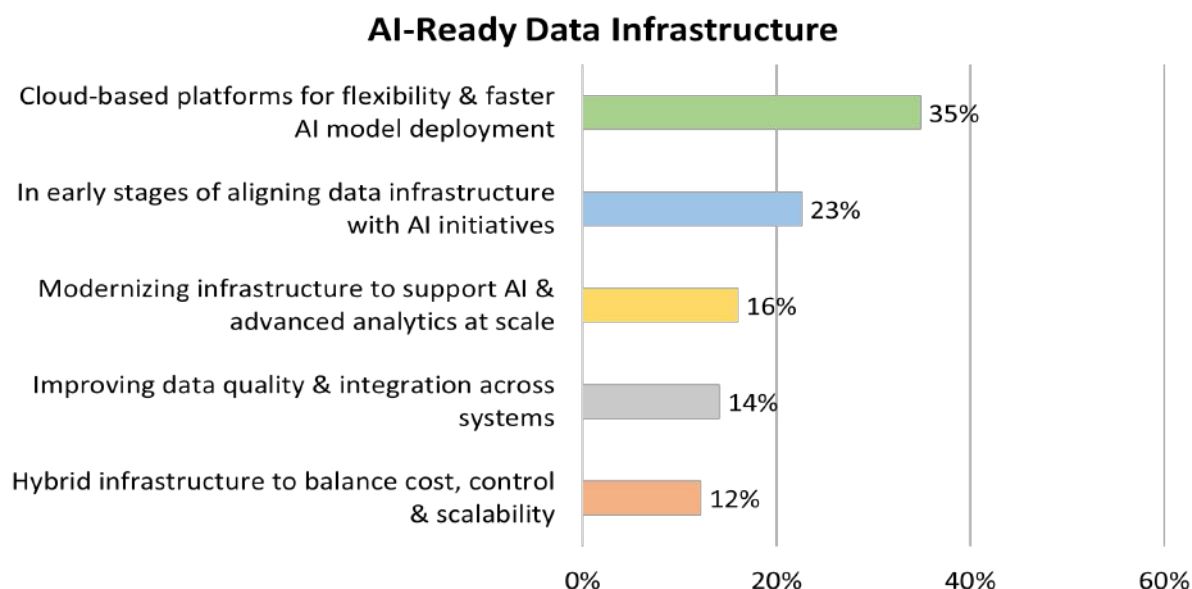 AI-Ready Data Infrastructure
Cloud-based platforms for flexibility & faster
AI model deployment
35%
In early stages of aligning data infrastructure
with AI initiatives
23%
Modernizing infrastructure to support AI &
advanced analytics at scale
16%
Improving data quality & integration across
systems
14%
Hybrid infrastructure to balance cost, control
& scalability
12%
0% 20% 40% 60%